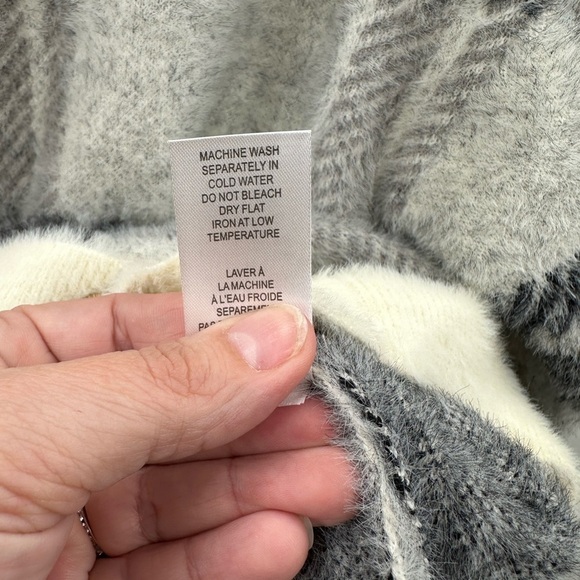 MACHINE WASH
SEPARATELY IN
COLD WATER
DO NOT BLEACH
DRY FLAT
IRON AT LOW
TEMPERATURE
LAVER À
LA MACHINE
À L'EAU FROIDE